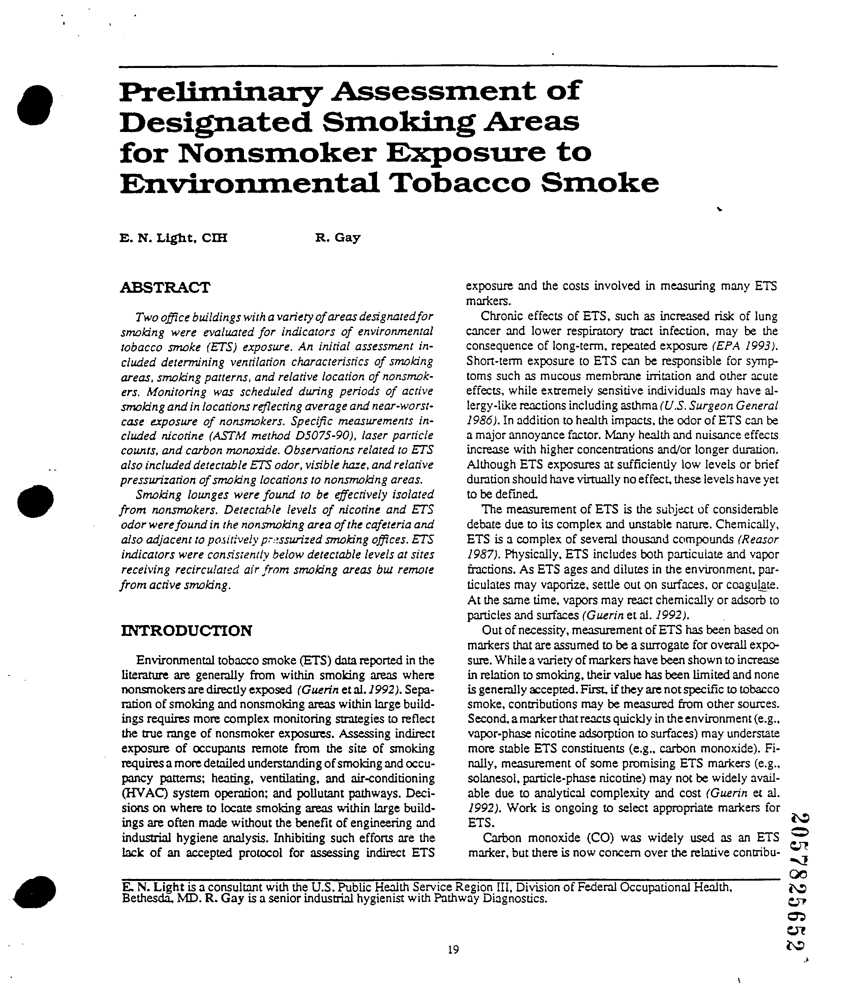 Preliminary Assessment of
Designated Smoking Areas
for Nonsmoker Exposure to
Environmental Tobacco Smoke
E. N. Light, CIH R. Gay
ABSTRACT
Two office buildings with a variety of areas designated for
smoking were evaluated for indicators of environmental
tobacco smoke (ETS) exposure. An initial assessment in-
cluded determining ventilation characteristics of smoking
areas, smoking patterns, and relative location of nonsmok-
ers. Monitoring was scheduled during periods of active
smoking and in locations reflecting average and near-worst-
case exposure of nonsmokers. Specific measurements in-
cluded nicotine (ASTM method D5075-90), laser particle
counts, and carbon monoxide. Observations related to ETS
also included detectable ETS odor, visible haze, and relative
pressurization of smoking locations to nonsmoking areas.
Smoking lounges were found to be effectively isolated
from nonsmokers. Detectable levels of nicotine and ETS
odor were found in the nonsmoking area of the cafeteria and
also adjacent to positively pressurized smoking offices. ETS
indicators were consistently below detectable levels at sites
receiving recirculated air from smoking areas but remote
from active smoking.
INTRODUCTION
Environmental tobacco smoke (ETS) data reported in the
literature are generally from within smoking areas where
nonsmokers are directly exposed (Guerin et al. 1992). Sepa-
ration of smoking and nonsmoking areas within large build-
ings requires more complex monitoring strategies to reflect
the true range of nonsmoker exposures. Assessing indirect
exposure of occupants remote from the site of smoking
requires a more detailed understanding of smoking and occu-
pancy patterns; heating, ventilating, and air-conditioning
(HVAC) system operation; and pollutant pathways. Deci-
sions on where to locate smoking areas within large build-
ings are often made without the benefit of engineering and
industrial hygiene analysis. Inhibiting such efforts are the
lack of an accepted protocol for assessing indirect ETS
exposure and the costs involved in measuring many ETS
markers.
Chronic effects of ETS, such as increased risk of lung
cancer and lower respiratory tract infection, may be the
consequence of long-term, repeated exposure (EPA 1993).
Short-term exposure to ETS can be responsible for symp-
toms such as mucous membrane irritation and other acute
effects, while extremely sensitive individuals may have al-
lergy-like reactions including asthma (U.S. Surgeon General
1986). In addition to health impacts, the odor of ETS can be
a major annoyance factor. Many health and nuisance effects
increase with higher concentrations and/or longer duration.
Although ETS exposures at sufficiently low levels or brief
duration should have virtually no effect, these levels have yet
to be defined.
The measurement of ETS is the subject of considerable
debate due to its complex and unstable nature. Chemically,
ETS is a complex of several thousand compounds (Reasor
1987). Physically, ETS includes both particulate and vapor
fractions. As ETS ages and dilutes in the environment, par-
ticulates may vaporize, settle out on surfaces, or coagulate.
At the same time, vapors may react chemically or adsorb to
particles and surfaces (Guerin et al. 1992).
Out of necessity, measurement of ETS has been based on
markers that are assumed to be a surrogate for overall expo-
sure. While a variety of markers have been shown to increase
in relation to smoking, their value has been limited and none
is generally accepted. First, if they are not specific to tobacco
smoke, contributions may be measured from other sources.
Second, a marker that reacts quickly in the environment (e.g.,
vapor-phase nicotine adsorption to surfaces) may understate
more stable ETS constituents (e.g., carbon monoxide). Fi-
nally, measurement of some promising ETS markers (e.g.,
solanesol, particle-phase nicotine) may not be widely avail-
able due to analytical complexity and cost (Guerin et al.
1992). Work is ongoing to select appropriate markers for
ETS.
Carbon monoxide (CO) was widely used as an ETS
marker, but there is now concern over the relative contribu-
E. N. Light is a consultant with the U.S. Public Health Service Region III, Division of Federal Occupational Health,
Bethesda, MD. R. Gay is a senior industrial hygienist with Pathway Diagnostics.
19
2057825652